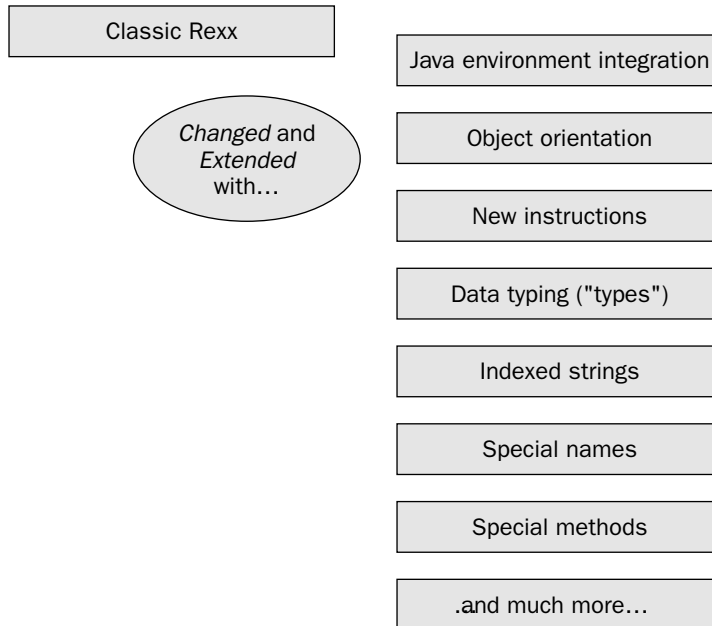 Classic Rexx
Changed and
Extended
with…
Java environment integration
Object orientation
New instructions
Data typing ("types")
Indexed strings
Special names
Special methods
.and much more…